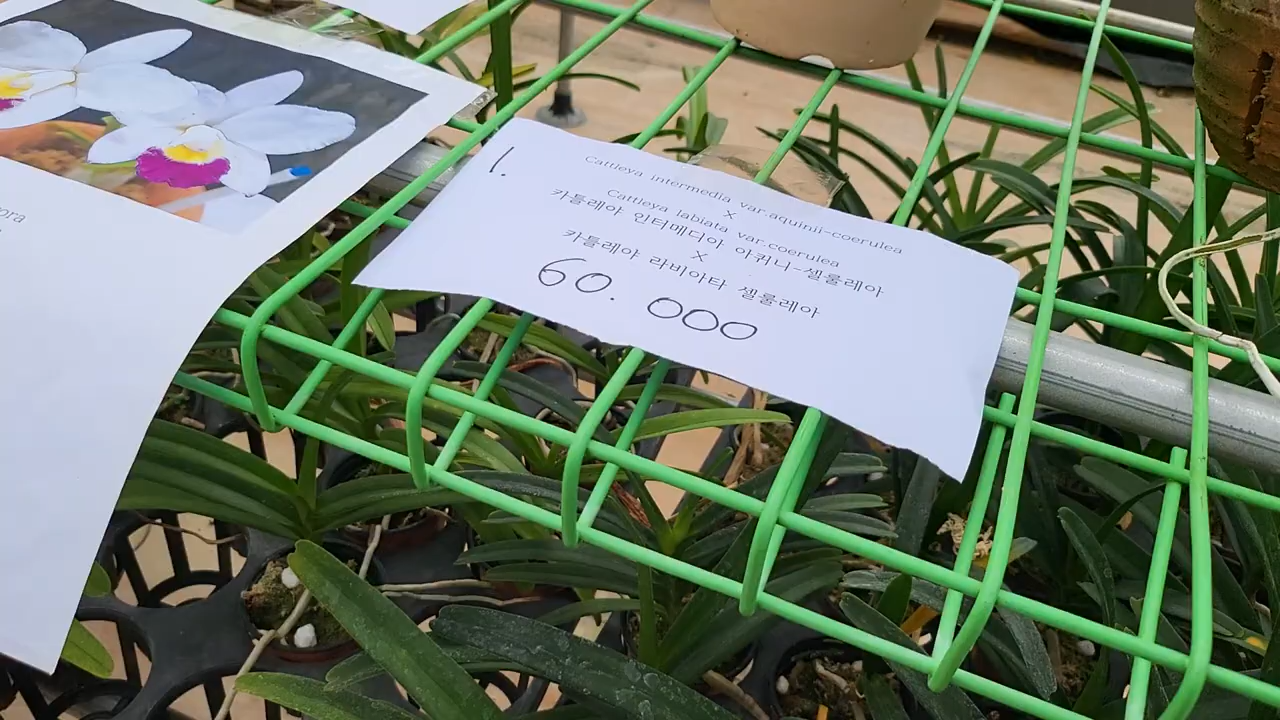 1.
Cattleya intermedia var.aquinii-coerulea
X
Cattleya labiata var.coerulea
카틀레야 인터메디아 아퀴니-셀룰레아
X
카틀레야 라비아타 셀룰레아
60.000